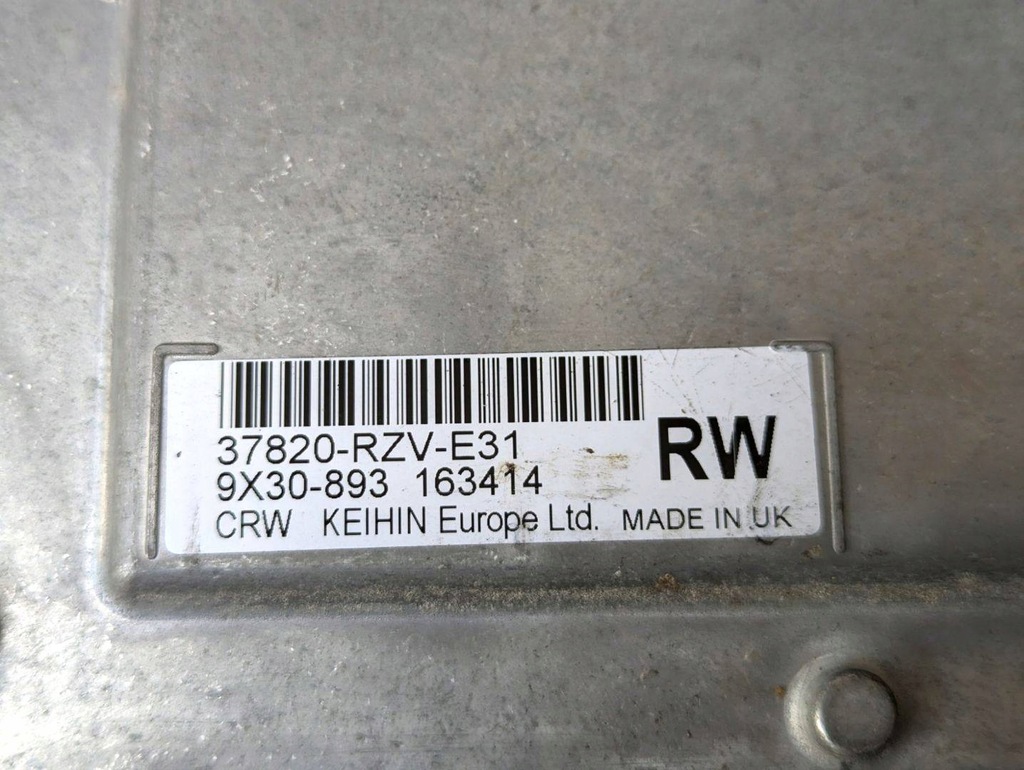 37820-RZV-E31
RW
9X30-893 163414
CRW KEIHIN Europe Ltd. MADE IN UK